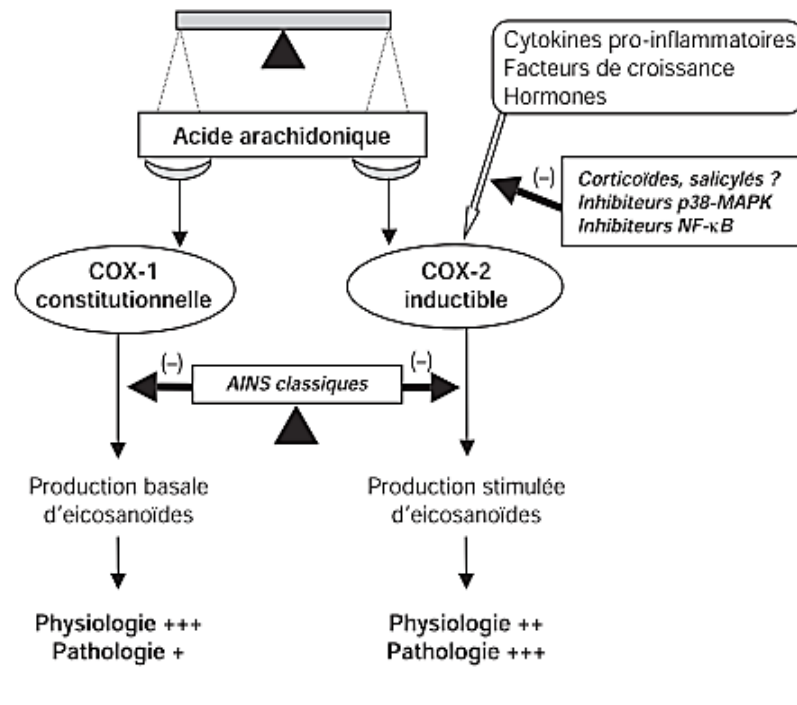 Cytokines pro-inflammatoires
Facteurs de croissance
Hormones
Acide arachidonique
(–)
Corticoïdes, salicylés ?
Inhibiteurs p38-MAPK
Inhibiteurs NF-κB
COX-1
constitutionnelle
COX-2
inductible
(–)
AINS classiques
(–)
Production basale
d'eicosanoïdes
Production stimulée
d'eicosanoïdes
Physiologie +++
Pathologie +
Physiologie ++
Pathologie +++